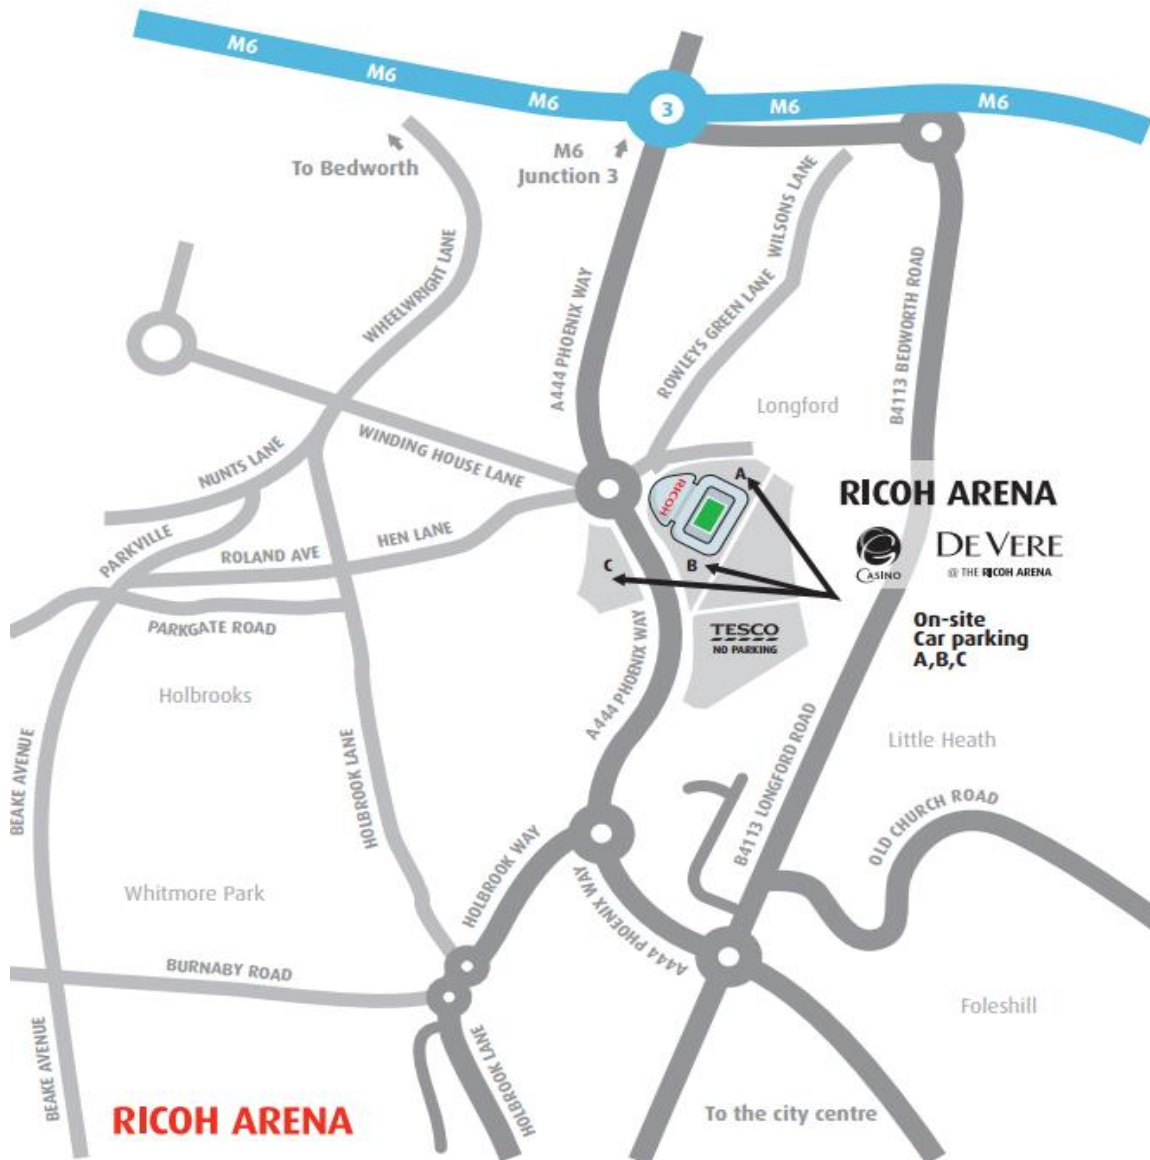 M6
M6
M6
3
M6
M6
To Bedworth
M6
Junction 3
WILSONS LANE
WHEELWRIGHT LANE
A444 PHOENIX WAY
ROWLEYS GREEN LANE
B4113 BEDWORTH ROAD
Longford
NUNTS LANE
WINDING HOUSE LANE
A
RICOH
RICOH ARENA
PARKVILLE
ROLAND AVE
HEN LANE
C
B
CASINO
DE VERE
@ THE RICOH ARENA
PARKGATE ROAD
TESCO
NO PARKING
On-site
Car parking
A,B,C
A444 PHOENIX WAY
Holbrooks
Little Heath
BEAKE AVENUE
HOLBROOK LANE
B4113 LONGFORD ROAD
OLD CHURCH ROAD
HOLBROOK WAY
Whitmore Park
A444 PHOENIX WAY
BURNABY ROAD
Foleshill
BEAKE AVENUE
HOLBROOK LANE
RICOH ARENA
To the city centre